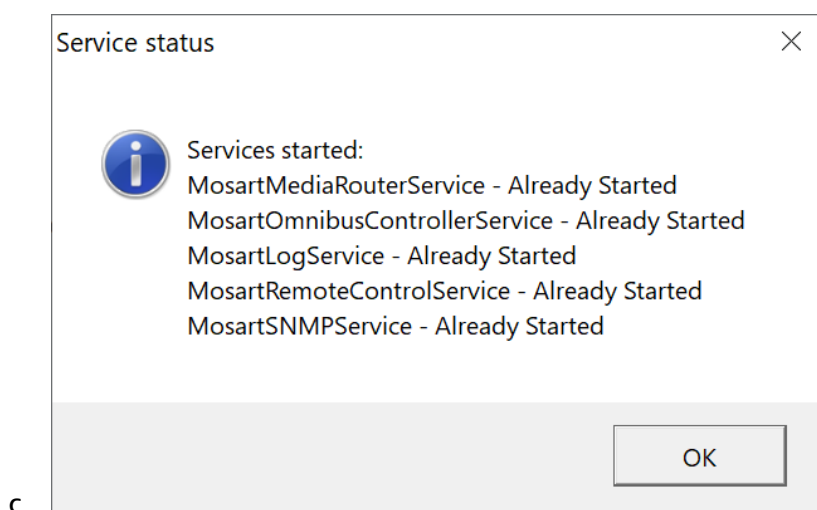 Service status
Services started:
MosartMediaRouterService - Already Started
MosartOmnibusControllerService - Already Started
MosartLogService - Already Started
MosartRemoteControlService - Already Started
MosartSNMPService - Already Started
OK
c